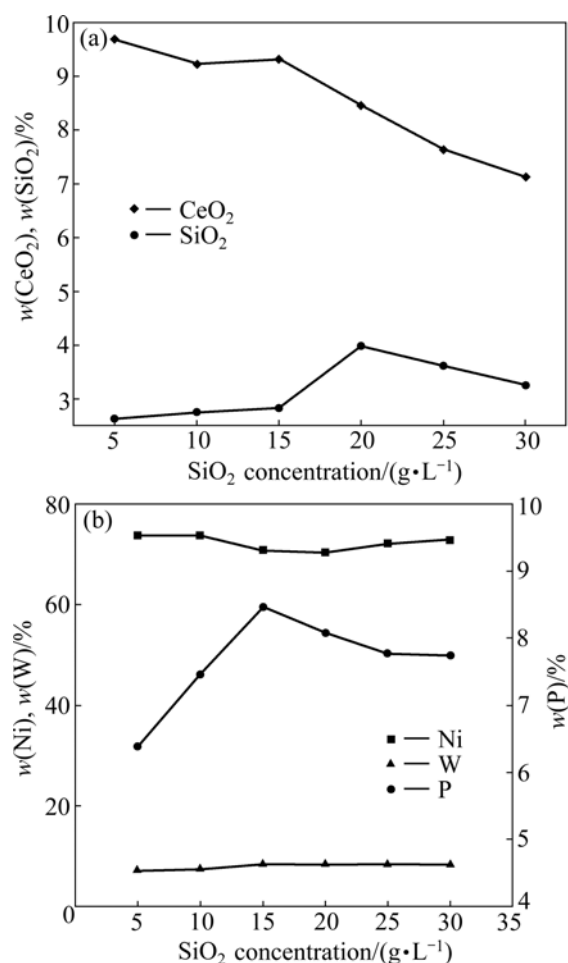 (a)
10
9
8
7
6
5
4
3
w(CeO₂), w(SiO₂)/%
CeO₂
SiO₂
5 10 15 20 25 30
SiO₂ concentration/(g•L⁻¹)
(b)
80
60
40
20
0
w(Ni), w(W)/%
10
9
8
7
6
5
4
w(P)/%
Ni
W
P
5 10 15 20 25 30 35
SiO₂ concentration/(g•L⁻¹)